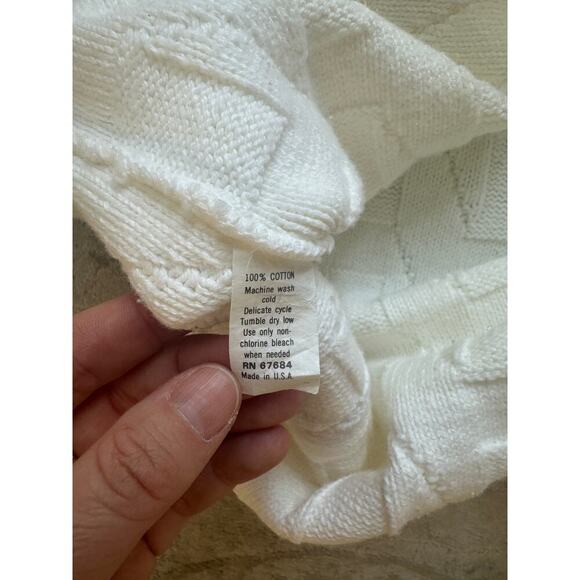 100% COTTON
Machine wash
cold
Delicate cycle
Tumble dry low
Use only non-
chlorine bleach
when needed
RN 67684
Made in U.S.A.